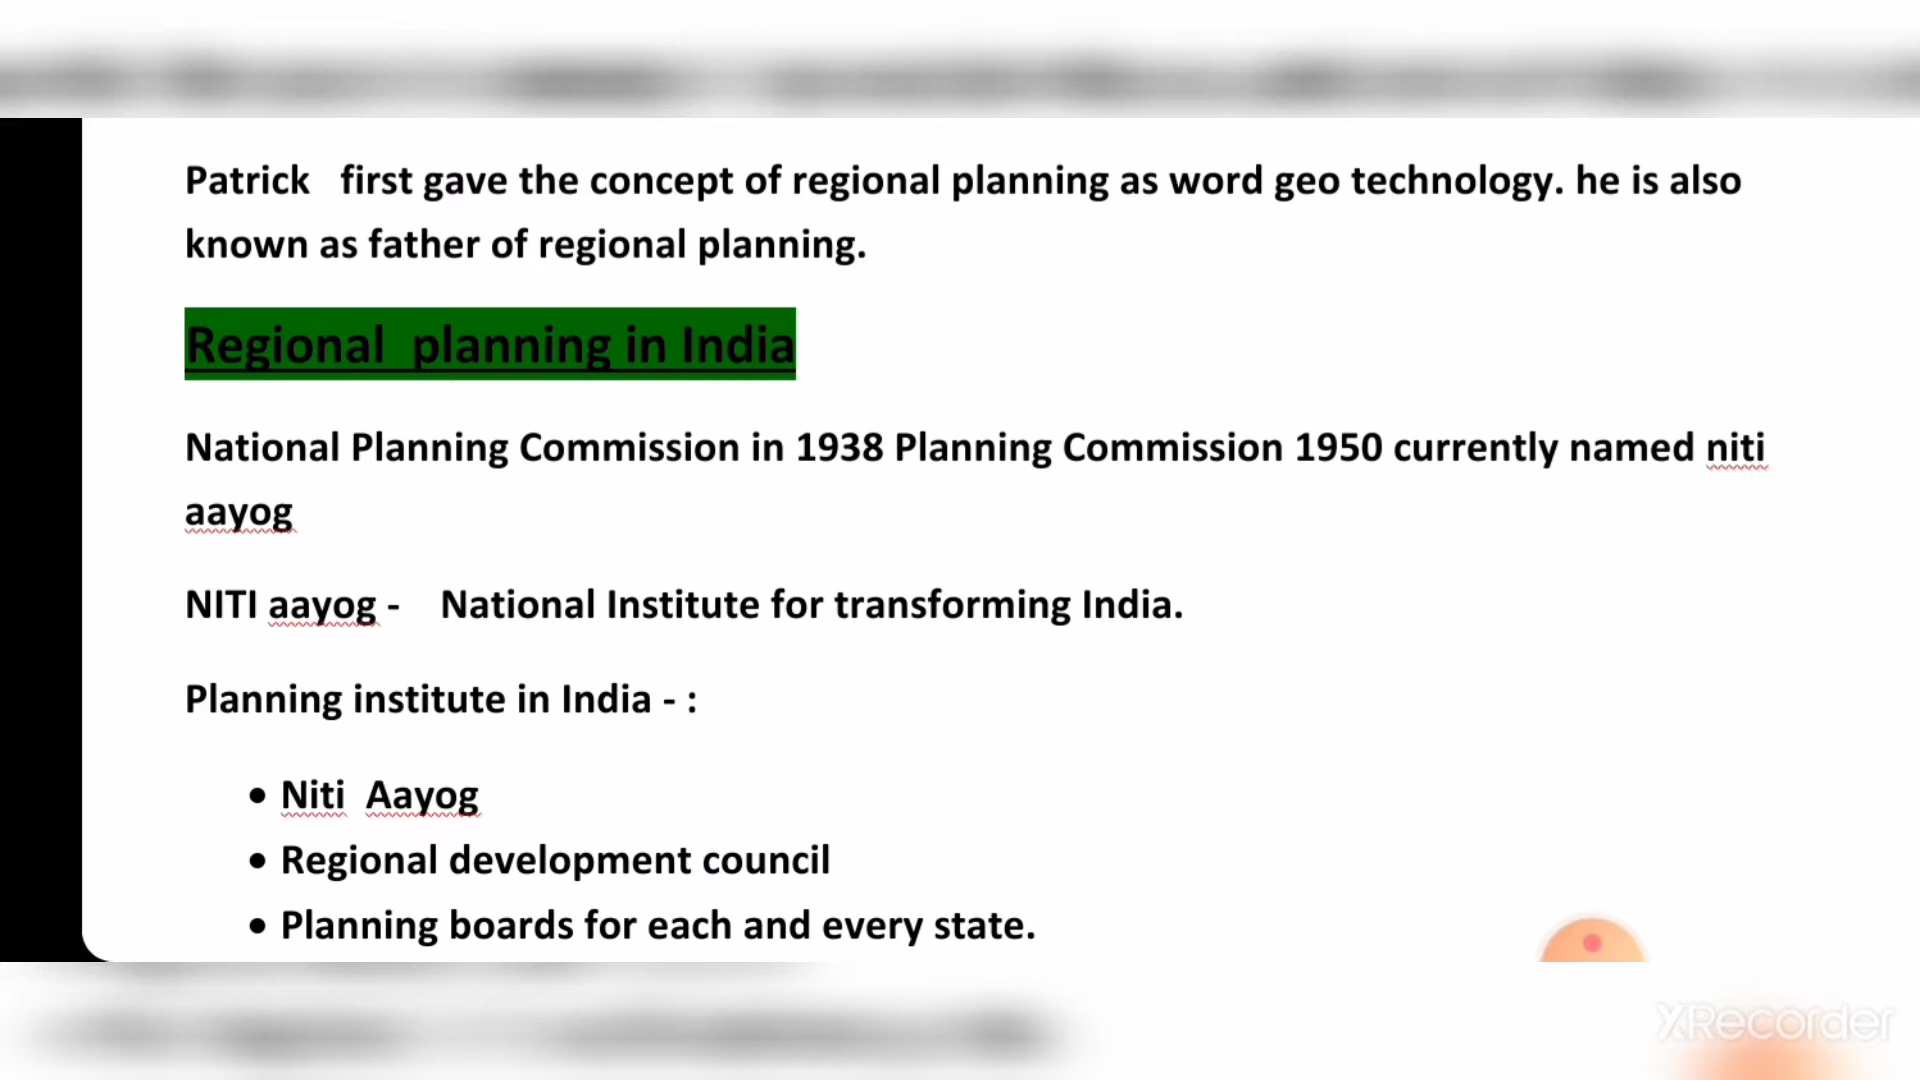 Patrick first gave the concept of regional planning as word geo technology. he is also
known as father of regional planning.
Regional planning in India
National Planning Commission in 1938 Planning Commission 1950 currently named niti
aayog
NITI aayog - National Institute for transforming India.
Planning institute in India - :
• Niti Aayog
• Regional development council
• Planning boards for each and every state.
XRecorder